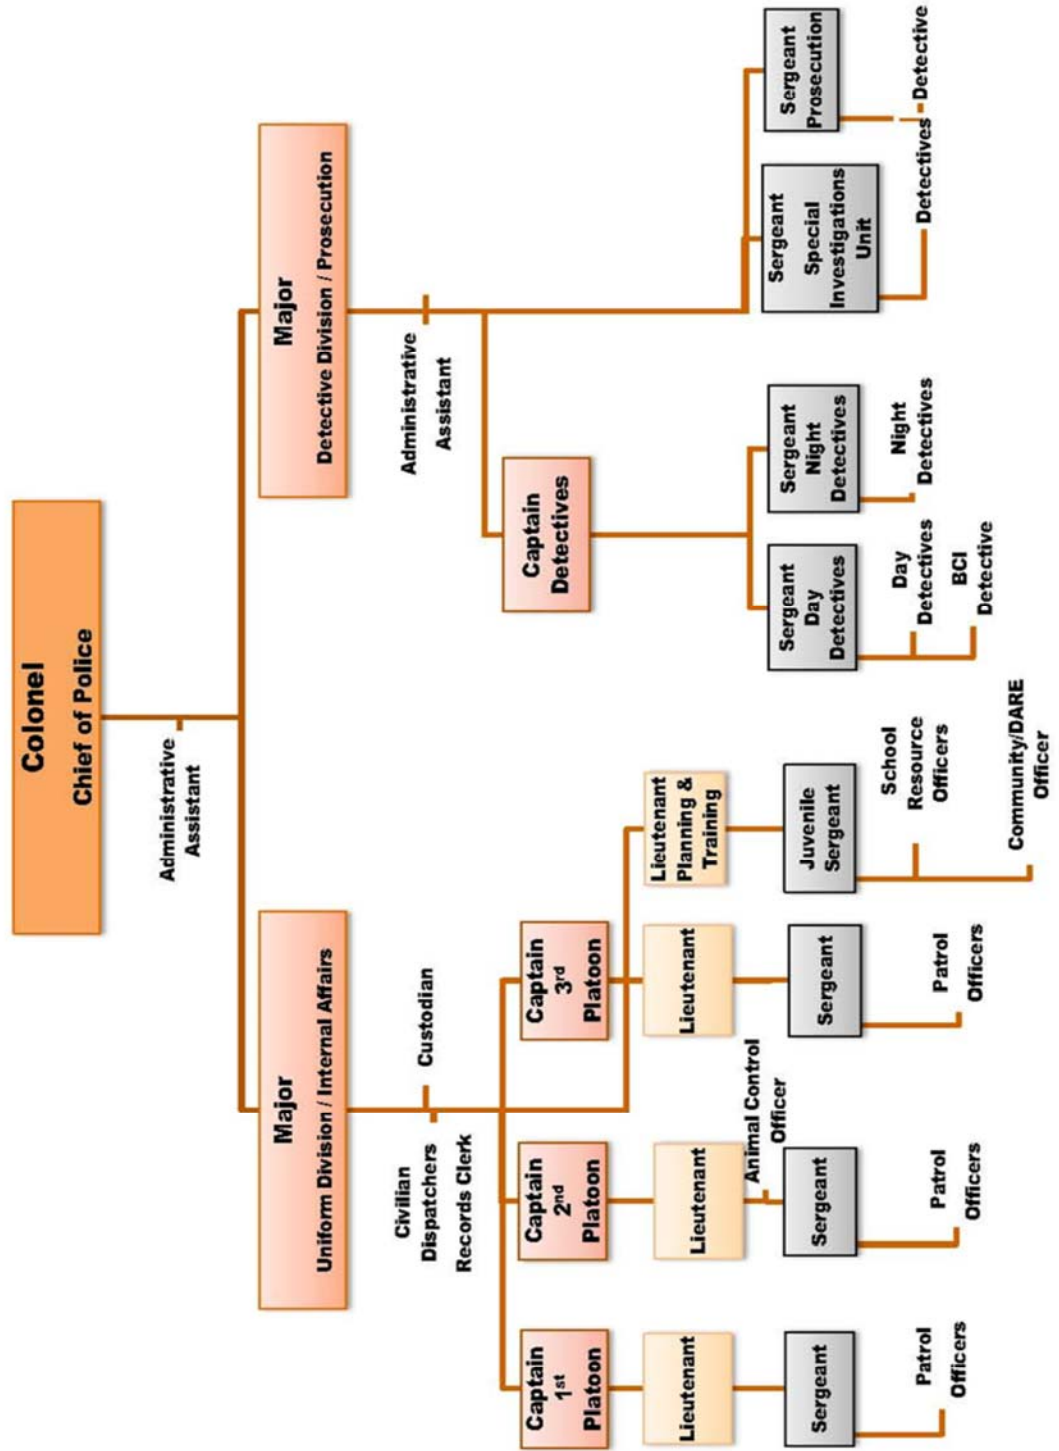 Colonel
Chief of Police
Administrative
Assistant
Major
Uniform Division / Internal Affairs
Major
Detective Division / Prosecution
Civilian
Dispatchers
Records Clerk
Custodian
Administrative
Assistant
Captain
1st
Platoon
Captain
2nd
Platoon
Captain
3rd
Platoon
Captain
Detectives
Lieutenant
Lieutenant
Lieutenant
Lieutenant
Planning &
Training
Animal Control
Officer
Sergeant
Sergeant
Sergeant
Juvenile
Sergeant
Sergeant
Day
Detectives
Sergeant
Night
Detectives
Sergeant
Special
Investigations
Unit
Sergeant
Prosecution
Patrol
Officers
Patrol
Officers
Patrol
Officers
School
Resource
Officers
Community/DARE
Officer
Day
Detectives
BCI
Detective
Night
Detectives
Detectives
Detective